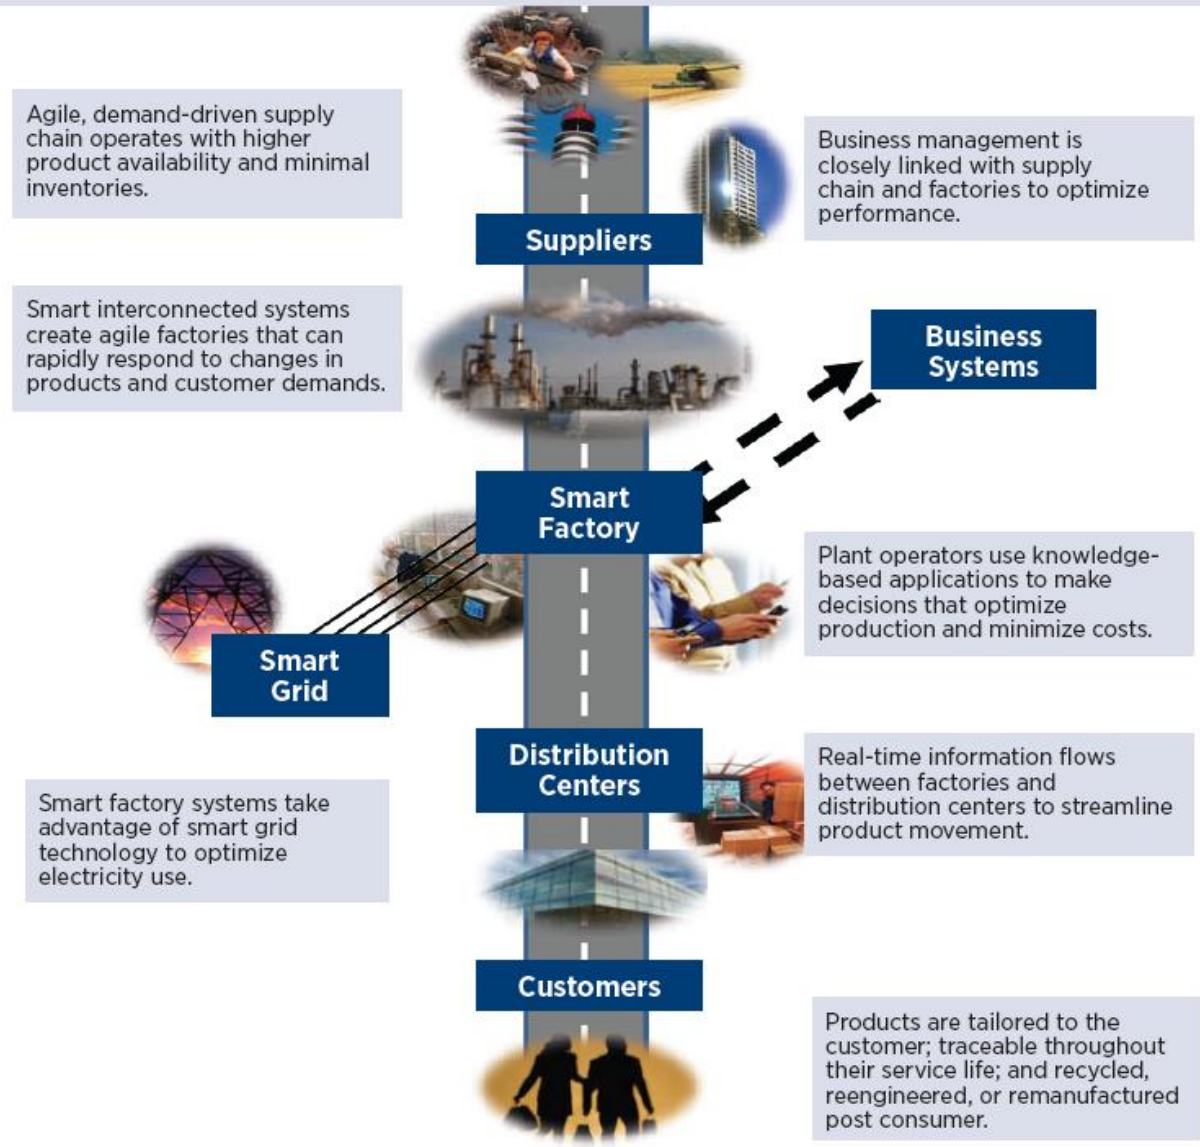 Agile, demand-driven supply
chain operates with higher
product availability and minimal
inventories.
Business management is
closely linked with supply
chain and factories to optimize
performance.
Suppliers
Smart interconnected systems
create agile factories that can
rapidly respond to changes in
products and customer demands.
Business
Systems
Smart
Factory
Plant operators use knowledge-
based applications to make
decisions that optimize
production and minimize costs.
Smart
Grid
Distribution
Centers
Real-time information flows
between factories and
distribution centers to streamline
product movement.
Smart factory systems take
advantage of smart grid
technology to optimize
electricity use.
Customers
Products are tailored to the
customer; traceable throughout
their service life; and recycled,
reengineered, or remanufactured
post consumer.